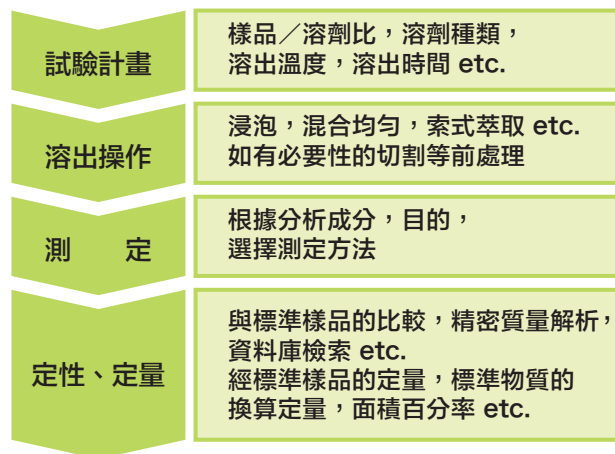 試驗計畫
樣品／溶劑比，溶劑種類，
溶出溫度，溶出時間 etc.
溶出操作
浸泡，混合均勻，索式萃取 etc.
如有必要性的切割等前處理
測　　定
根據分析成分，目的，
選擇測定方法
定性、定量
與標準樣品的比較，精密質量解析，
資料庫檢索 etc.
經標準樣品的定量，標準物質的
換算定量，面積百分率 etc.